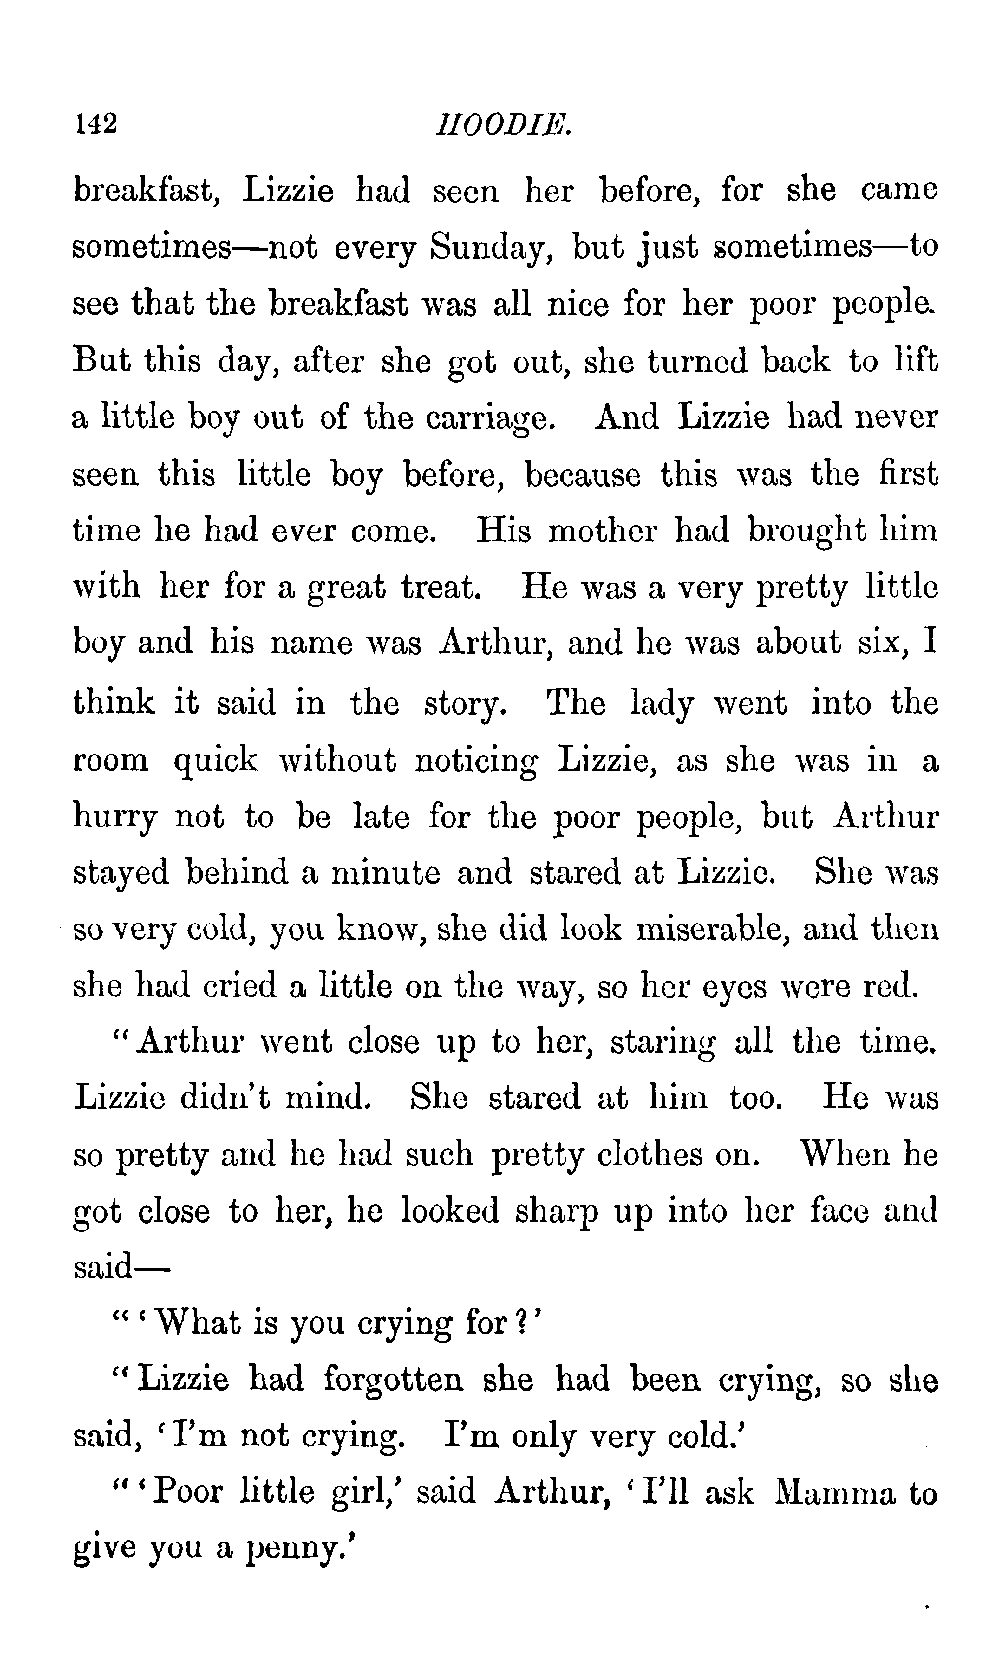 142 HOODIE.
breakfast, Lizzie had seen her before, for she came
sometimes—not every Sunday, but just sometimes—to
see that the breakfast was all nice for her poor people.
But this day, after she got out, she turned back to lift
a little boy out of the carriage. And Lizzie had never
seen this little boy before, because this was the first
time he had ever come. His mother had brought him
with her for a great treat. He was a very pretty little
boy and his name was Arthur, and he was about six, I
think it said in the story. The lady went into the
room quick without noticing Lizzie, as she was in a
hurry not to be late for the poor people, but Arthur
stayed behind a minute and stared at Lizzie. She was
so very cold, you know, she did look miserable, and then
she had cried a little on the way, so her eyes were red.
"Arthur went close up to her, staring all the time.
Lizzie didn't mind. She stared at him too. He was
so pretty and he had such pretty clothes on. When he
got close to her, he looked sharp up into her face and
said—
"'What is you crying for?'
"Lizzie had forgotten she had been crying, so she
said, 'I'm not crying. I'm only very cold.'
"'Poor little girl,' said Arthur, 'I'll ask Mamma to
give you a penny.'